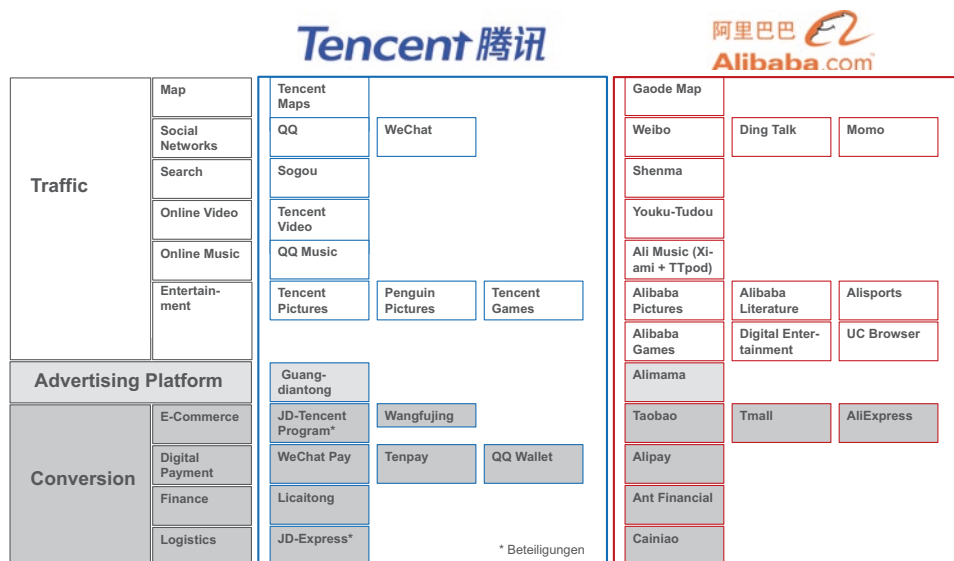 Tencent 腾讯
阿里巴巴
Alibaba.com
Traffic
Map
Tencent
Maps
Gaode Map
Social
Networks
QQ
WeChat
Weibo
Ding Talk
Momo
Search
Sogou
Shenma
Online Video
Tencent
Video
Youku-Tudou
Online Music
QQ Music
Ali Music (Xi-
ami + TTpod)
Entertain-
ment
Tencent
Pictures
Penguin
Pictures
Tencent
Games
Alibaba
Pictures
Alibaba
Literature
Alisports
Alibaba
Games
Digital Enter-
tainment
UC Browser
Advertising Platform
Guang-
diantong
Alimama
Conversion
E-Commerce
JD-Tencent
Program*
Wangfujing
Taobao
Tmall
AliExpress
Digital
Payment
WeChat Pay
Tenpay
QQ Wallet
Alipay
Finance
Licaitong
Ant Financial
Logistics
JD-Express*
* Beteiligungen
Cainiao